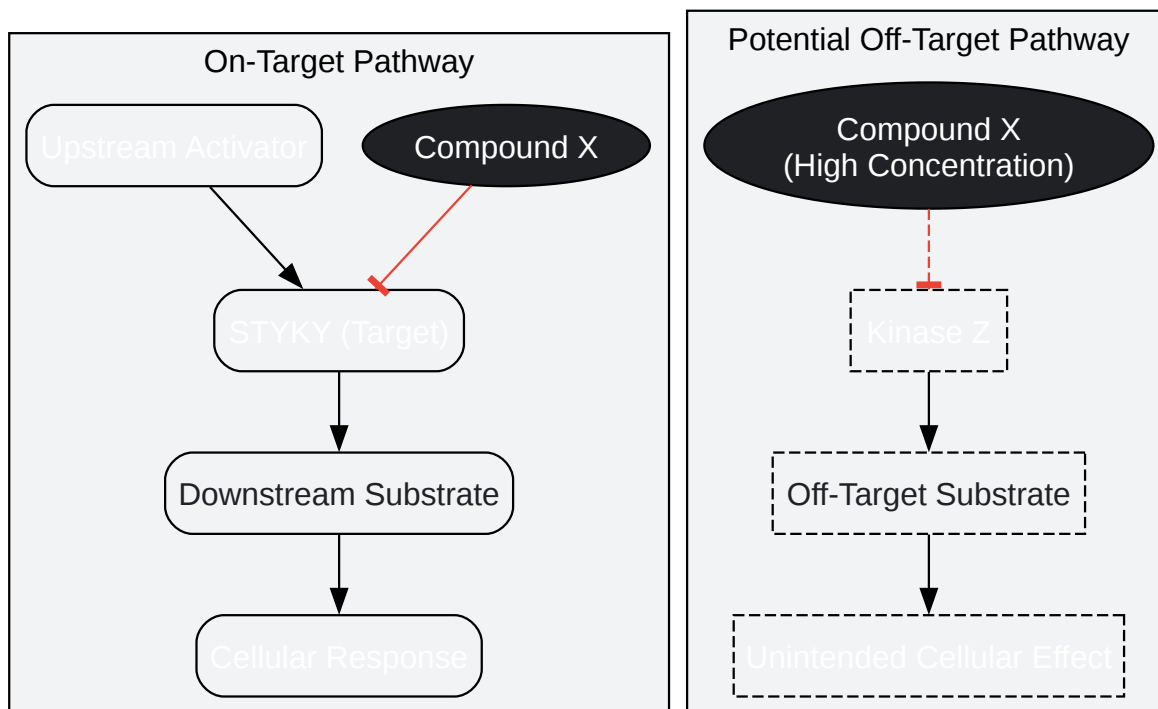 On-Target Pathway
Upstream Activator
Compound X
STYKY (Target)
Downstream Substrate
Cellular Response
Potential Off-Target Pathway
Compound X
(High Concentration)
Kinase Z
Off-Target Substrate
Unintended Cellular Effect